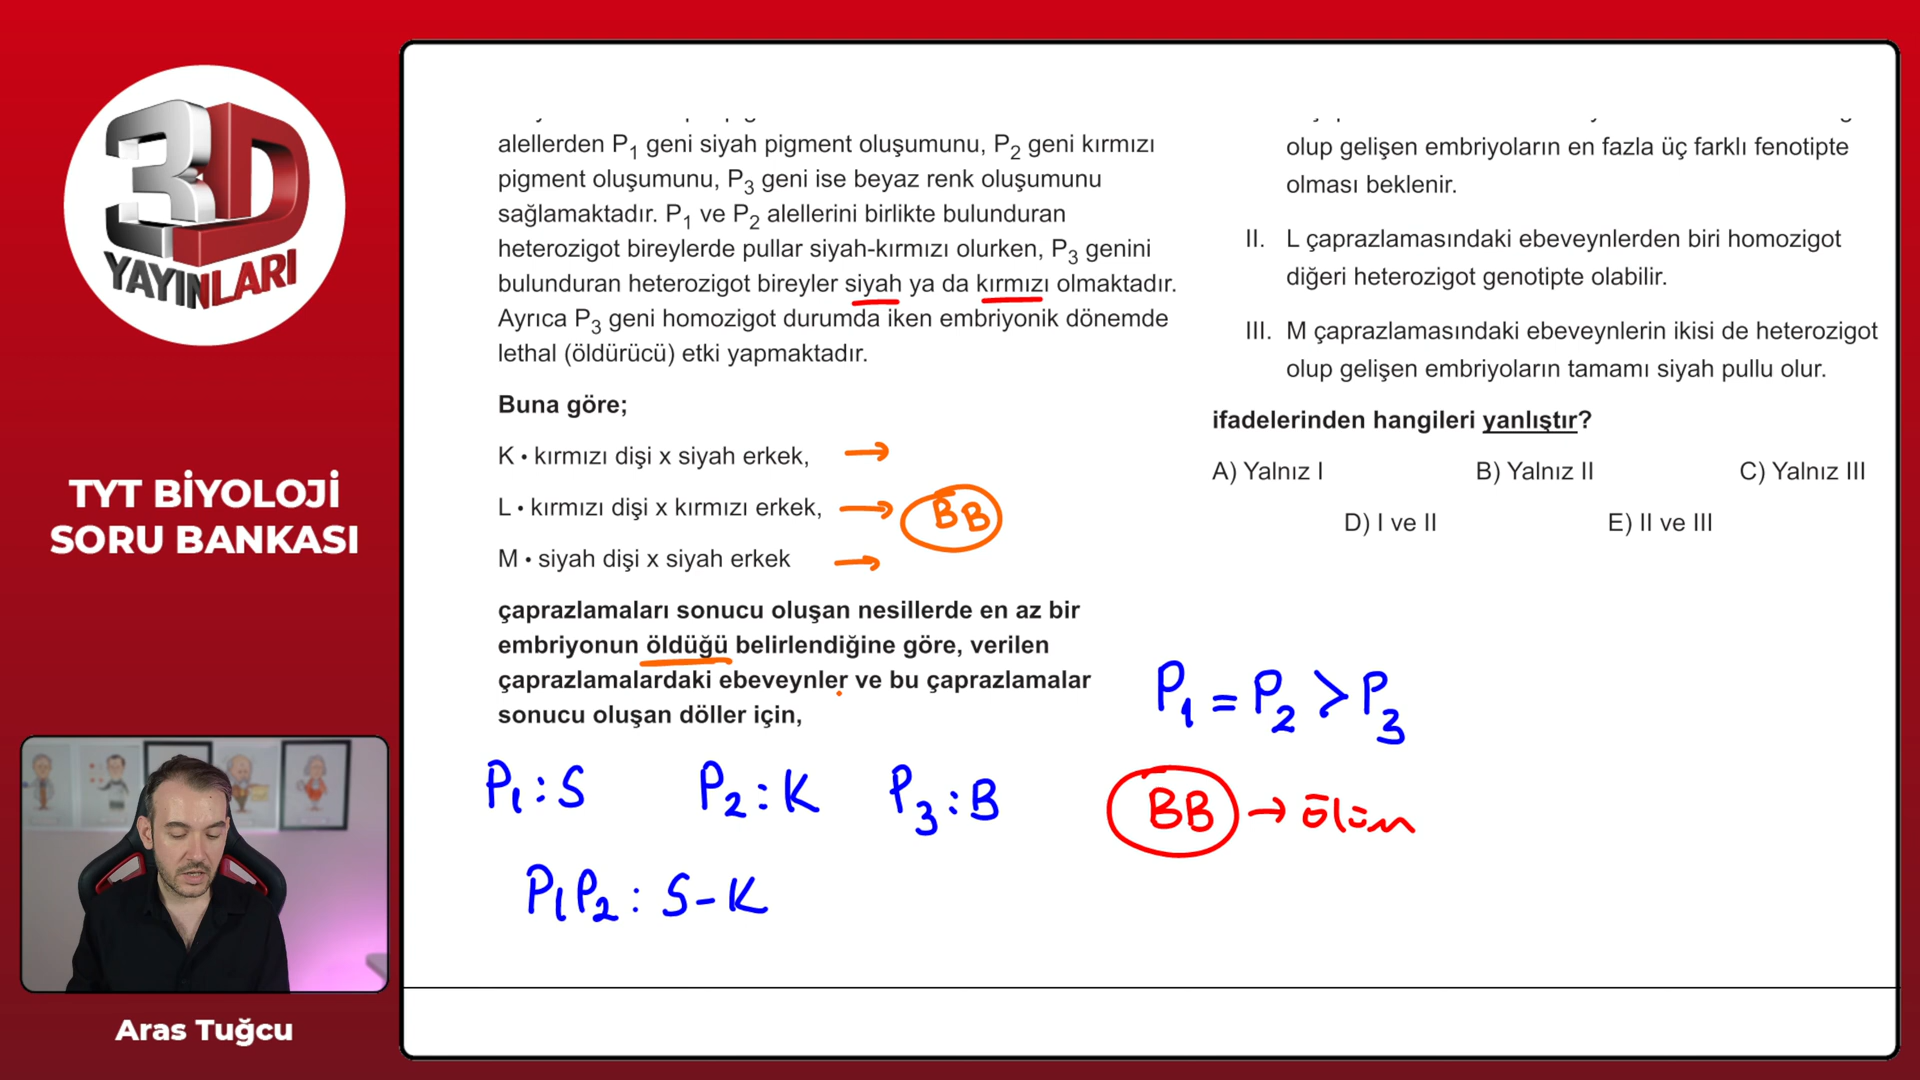 3D
YAYINLARI
TYT BİYOLOJİ
SORU BANKASI
Aras Tuğcu
alellerden P1 geni siyah pigment oluşumunu, P2 geni kırmızı
pigment oluşumunu, P3 geni ise beyaz renk oluşumunu
sağlamaktadır. P1 ve P2 alellerini birlikte bulunduran
heterozigot bireylerde pullar siyah-kırmızı olurken, P3 genini
bulunduran heterozigot bireyler siyah ya da kırmızı olmaktadır.
Ayrıca P3 geni homozigot durumda iken embriyonik dönemde
lethal (öldürücü) etki yapmaktadır.
Buna göre;
K • kırmızı dişi x siyah erkek, →
L • kırmızı dişi x kırmızı erkek, → BB
M • siyah dişi x siyah erkek →
çaprazlamaları sonucu oluşan nesillerde en az bir
embriyonun öldüğü belirlendiğine göre, verilen
çaprazlamalardaki ebeveynler ve bu çaprazlamalar
sonucu oluşan döller için,
P1 : S P2 : K P3 : B
P1P2 : S - K
olup gelişen embriyoların en fazla üç farklı fenotipte
olması beklenir.
II. L çaprazlamasındaki ebeveynlerden biri homozigot
diğeri heterozigot genotipte olabilir.
III. M çaprazlamasındaki ebeveynlerin ikisi de heterozigot
olup gelişen embriyoların tamamı siyah pullu olur.
ifadelerinden hangileri yanlıştır?
A) Yalnız I B) Yalnız II C) Yalnız III
D) I ve II E) II ve III
P1 = P2 > P3
BB → ölüm